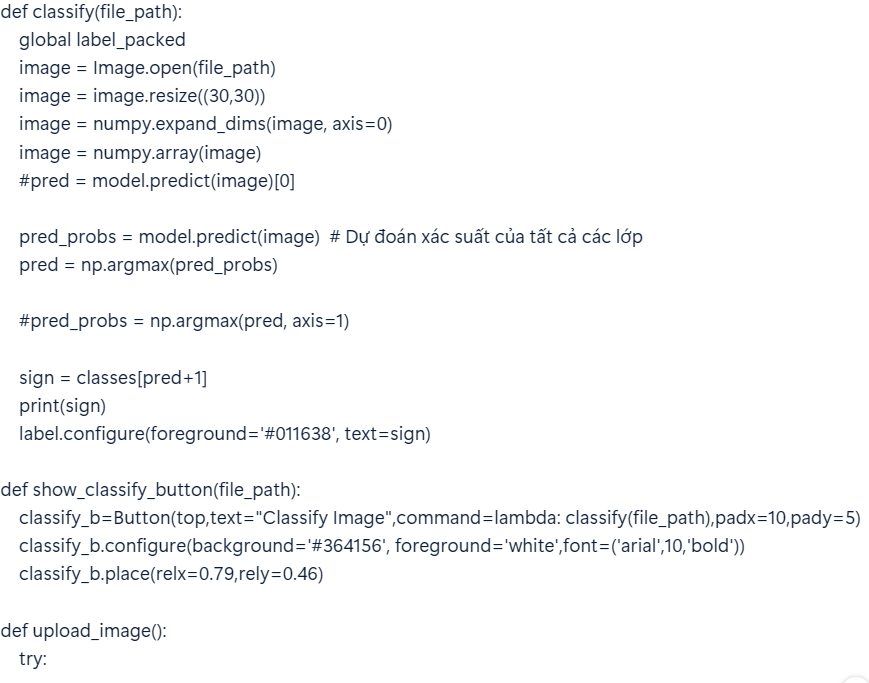 def classify(file_path):
global label_packed
image = Image.open(file_path)
image = image.resize((30,30))
image = numpy.expand_dims(image, axis=0)
image = numpy.array(image)
#pred = model.predict(image)[0]
pred_probs = model.predict(image)  # Dự đoán xác suất của tất cả các lớp
pred = np.argmax(pred_probs)
#pred_probs = np.argmax(pred, axis=1)
sign = classes[pred+1]
print(sign)
label.configure(foreground='#011638', text=sign)
def show_classify_button(file_path):
classify_b=Button(top,text="Classify Image",command=lambda: classify(file_path),padx=10,pady=5)
classify_b.configure(background='#364156', foreground='white',font=('arial',10,'bold'))
classify_b.place(relx=0.79,rely=0.46)
def upload_image():
try: